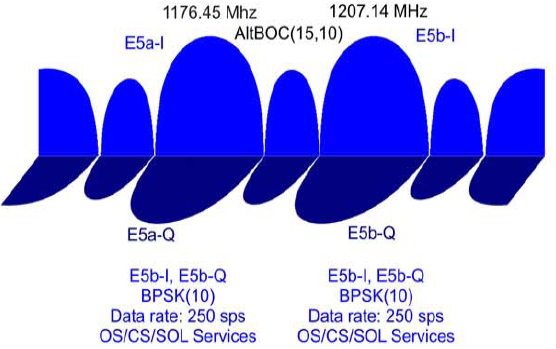 1176.45 Mhz
1207.14 MHz
E5a-I
AltBOC(15,10)
E5b-I
E5a-Q
E5b-Q
E5b-I, E5b-Q
BPSK(10)
Data rate: 250 sps
OS/CS/SOL Services
E5b-I, E5b-Q
BPSK(10)
Data rate: 250 sps
OS/CS/SOL Services